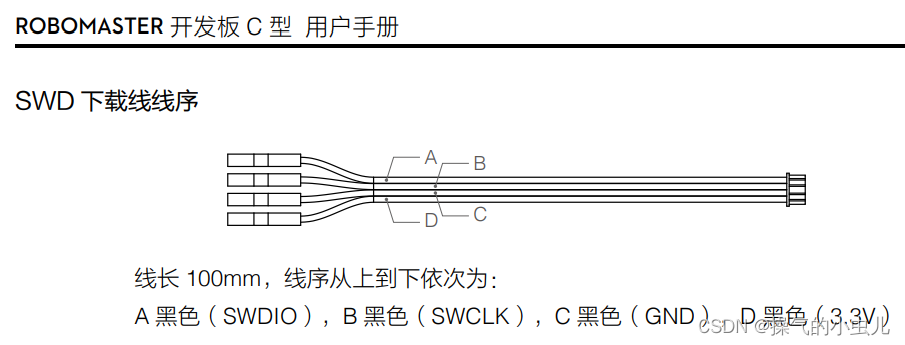 ROBOMASTER 开发板 C 型 用户手册
SWD 下载线线序
A
B
D
C
线长 100mm，线序从上到下依次为：
A 黑色（SWDIO），B 黑色（SWCLK），C 黑色（GND），D 黑色（3.3V）
CSDN @操气的小虫儿